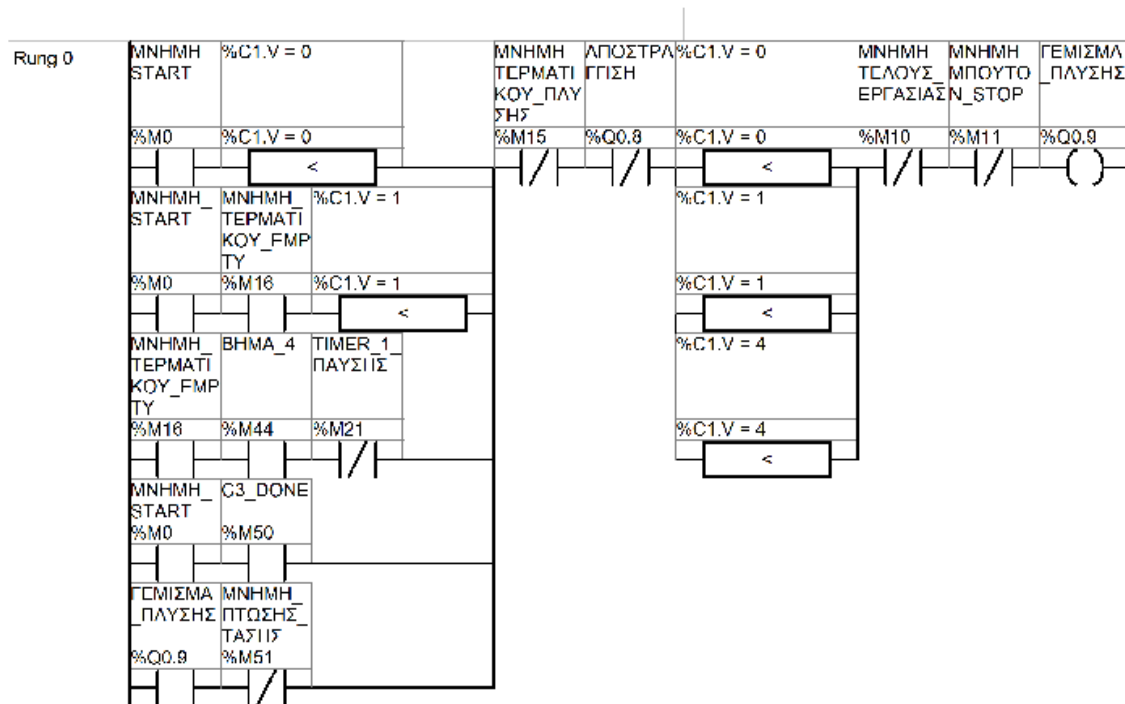 Rung 0
ΜΝΗΜΗ
START
%C1.V = 0
ΜΝΗΜΗ
ΤΕΡΜΑΤΙ
ΚΟΥ_ΠΛΥ
ΣΗΣ
ΑΠΟΣΤΡΑ
ΓΓΙΣΗ
%C1.V = 0
ΜΝΗΜΗ
ΤΕΛΟΥΣ_
ΕΡΓΑΣΙΑΣ
ΜΝΗΜΗ
ΜΠΟΥΤΟ
Ν_STOP
ΓΕΜΙΣΜΑ
_ΠΛΥΣΗΣ
%M0
%C1.V = 0
%M15
%Q0.8
%C1.V = 0
%M10
%M11
%Q0.9
<
<
ΜΝΗΜΗ_
START
ΜΝΗΜΗ_
ΤΕΡΜΑΤΙ
ΚΟΥ_EMP
TY
%C1.V = 1
%C1.V = 1
%M0
%M16
%C1.V = 1
%C1.V = 1
<
<
ΜΝΗΜΗ_
ΤΕΡΜΑΤΙ
ΚΟΥ_EMP
TY
ΒΗΜΑ_4
TIMER_1_
ΠΑΥΣΗΣ
%C1.V = 4
%M16
%M44
%M21
%C1.V = 4
<
ΜΝΗΜΗ_
START
C3_DONE
%M0
%M50
ΓΕΜΙΣΜΑ
_ΠΛΥΣΗΣ
ΜΝΗΜΗ_
ΠΤΩΣΗΣ_
ΤΑΣΗΣ
%Q0.9
%M51